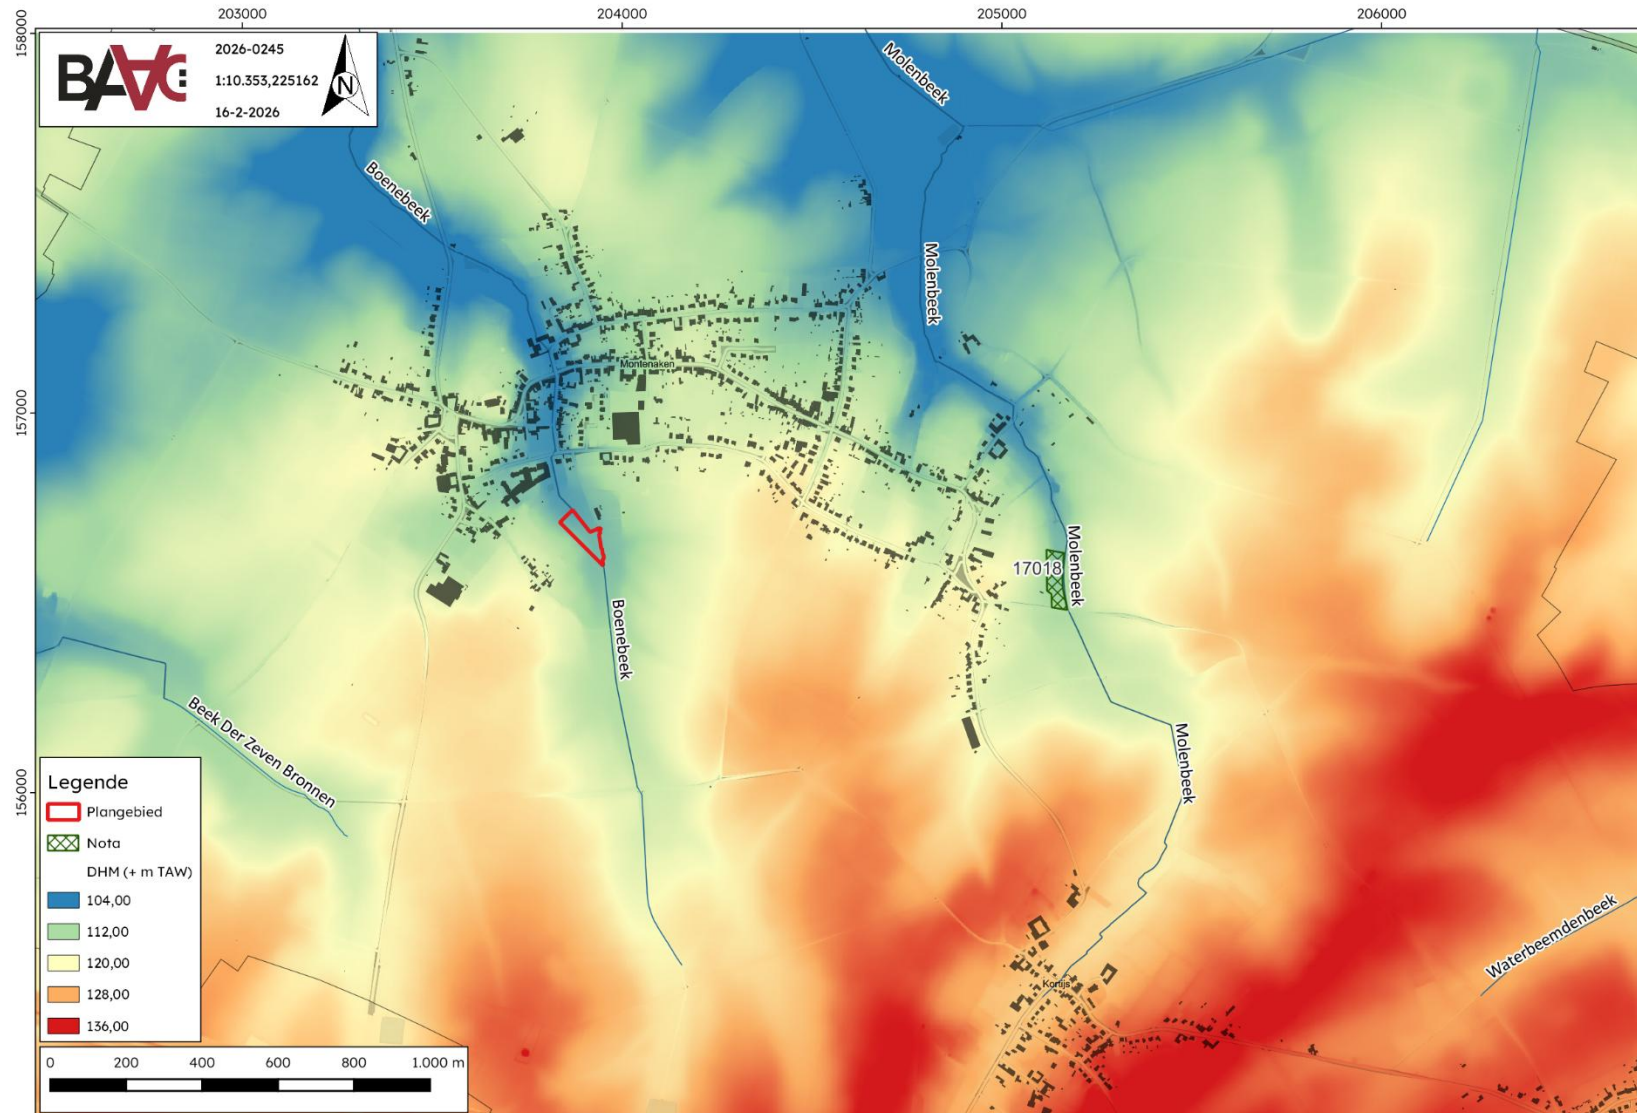 203000
204000
205000
206000
158000
BAAC
2026-0245
1:10.353,225162
16-2-2026
N
Molenbeek
Boenebeek
Molenbeek
Montenaken
157000
17018
Molenbeek
Boenebeek
Beek Der Zeven Bronnen
Molenbeek
156000
Legende
Plangebied
Nota
DHM (+ m TAW)
104,00
112,00
120,00
128,00
136,00
Waterbeemdenbeek
Kortijs
0 200 400 600 800 1.000 m